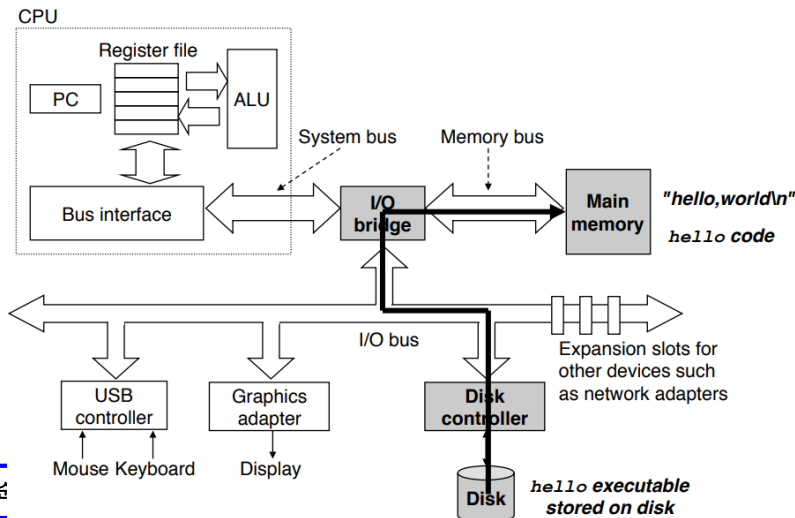 CPU
Register file
PC
ALU
System bus
Memory bus
Bus interface
I/O
bridge
Main
memory
"hello,world\n"
hello code
I/O bus
Expansion slots for
other devices such
as network adapters
USB
controller
Graphics
adapter
Disk
controller
Mouse Keyboard
Display
Disk
hello executable
stored on disk